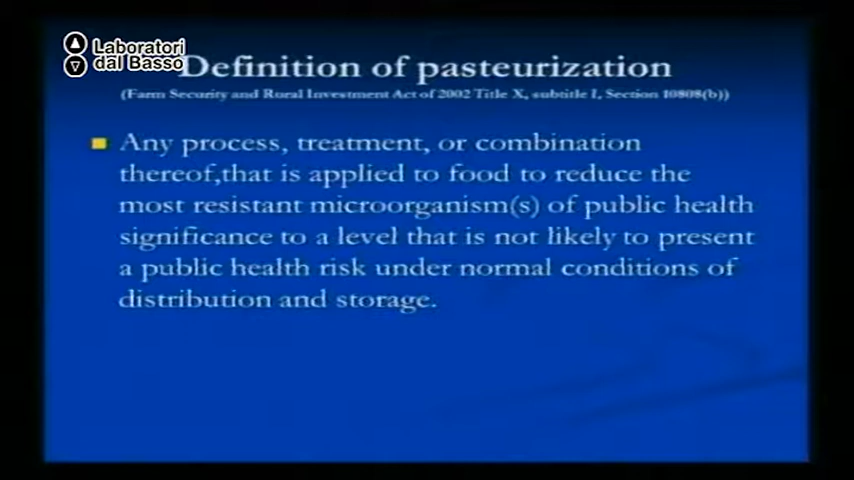 Laboratori
dal Basso
Definition of pasteurization
(Farm Security and Rural Investment Act of 2002 Title X, subtitle I, Section 10808(b))
Any process, treatment, or combination
thereof,that is applied to food to reduce the
most resistant microorganism(s) of public health
significance to a level that is not likely to present
a public health risk under normal conditions of
distribution and storage.